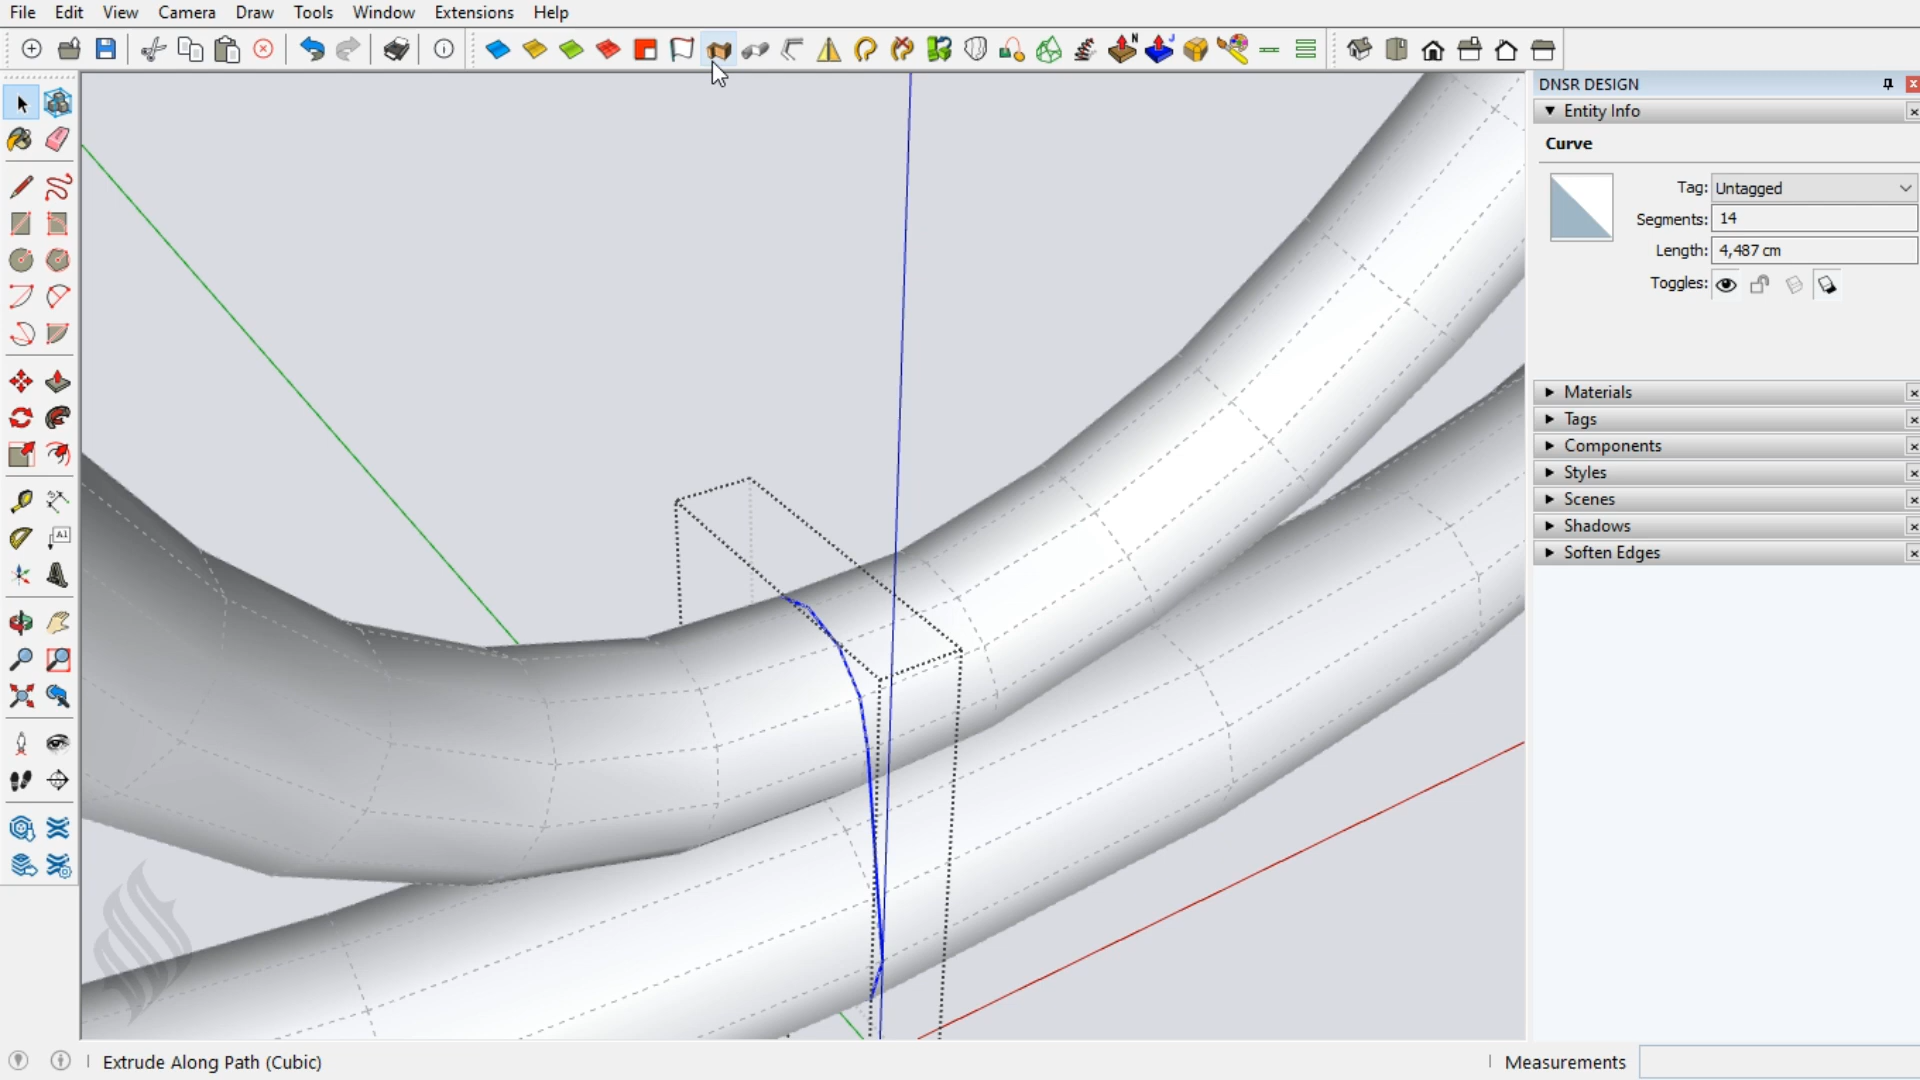 File Edit View Camera Draw Tools Window Extensions Help
N
J
DNSR DESIGN
Entity Info
Curve
Tag: Untagged
Segments: 14
Length: 4,487 cm
Toggles:
Materials
Tags
Components
Styles
Scenes
Shadows
Soften Edges
A1
Extrude Along Path (Cubic)
Measurements